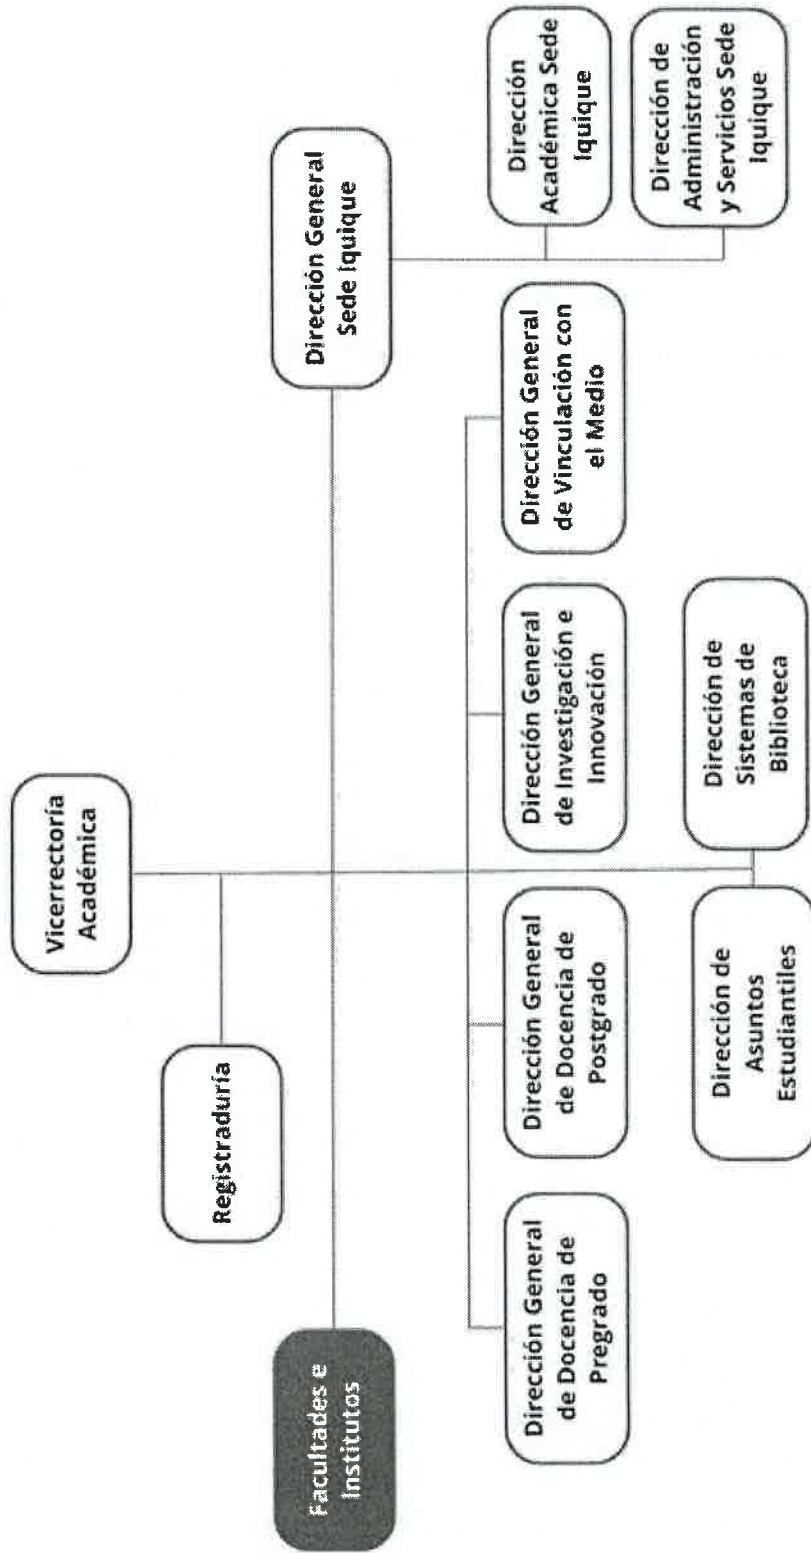 Vicerrectoría
Académica
Registraduría
Facultades e
Institutos
Dirección General
Sede Iquique
Dirección
Académica Sede
Iquique
Dirección de
Administración
y Servicios Sede
Iquique
Dirección General
de Docencia de
Pregrado
Dirección General
de Docencia de
Postgrado
Dirección General
de Investigación e
Innovación
Dirección General
de Vinculación con
el Medio
Dirección de
Asuntos
Estudiantiles
Dirección de
Sistemas de
Biblioteca